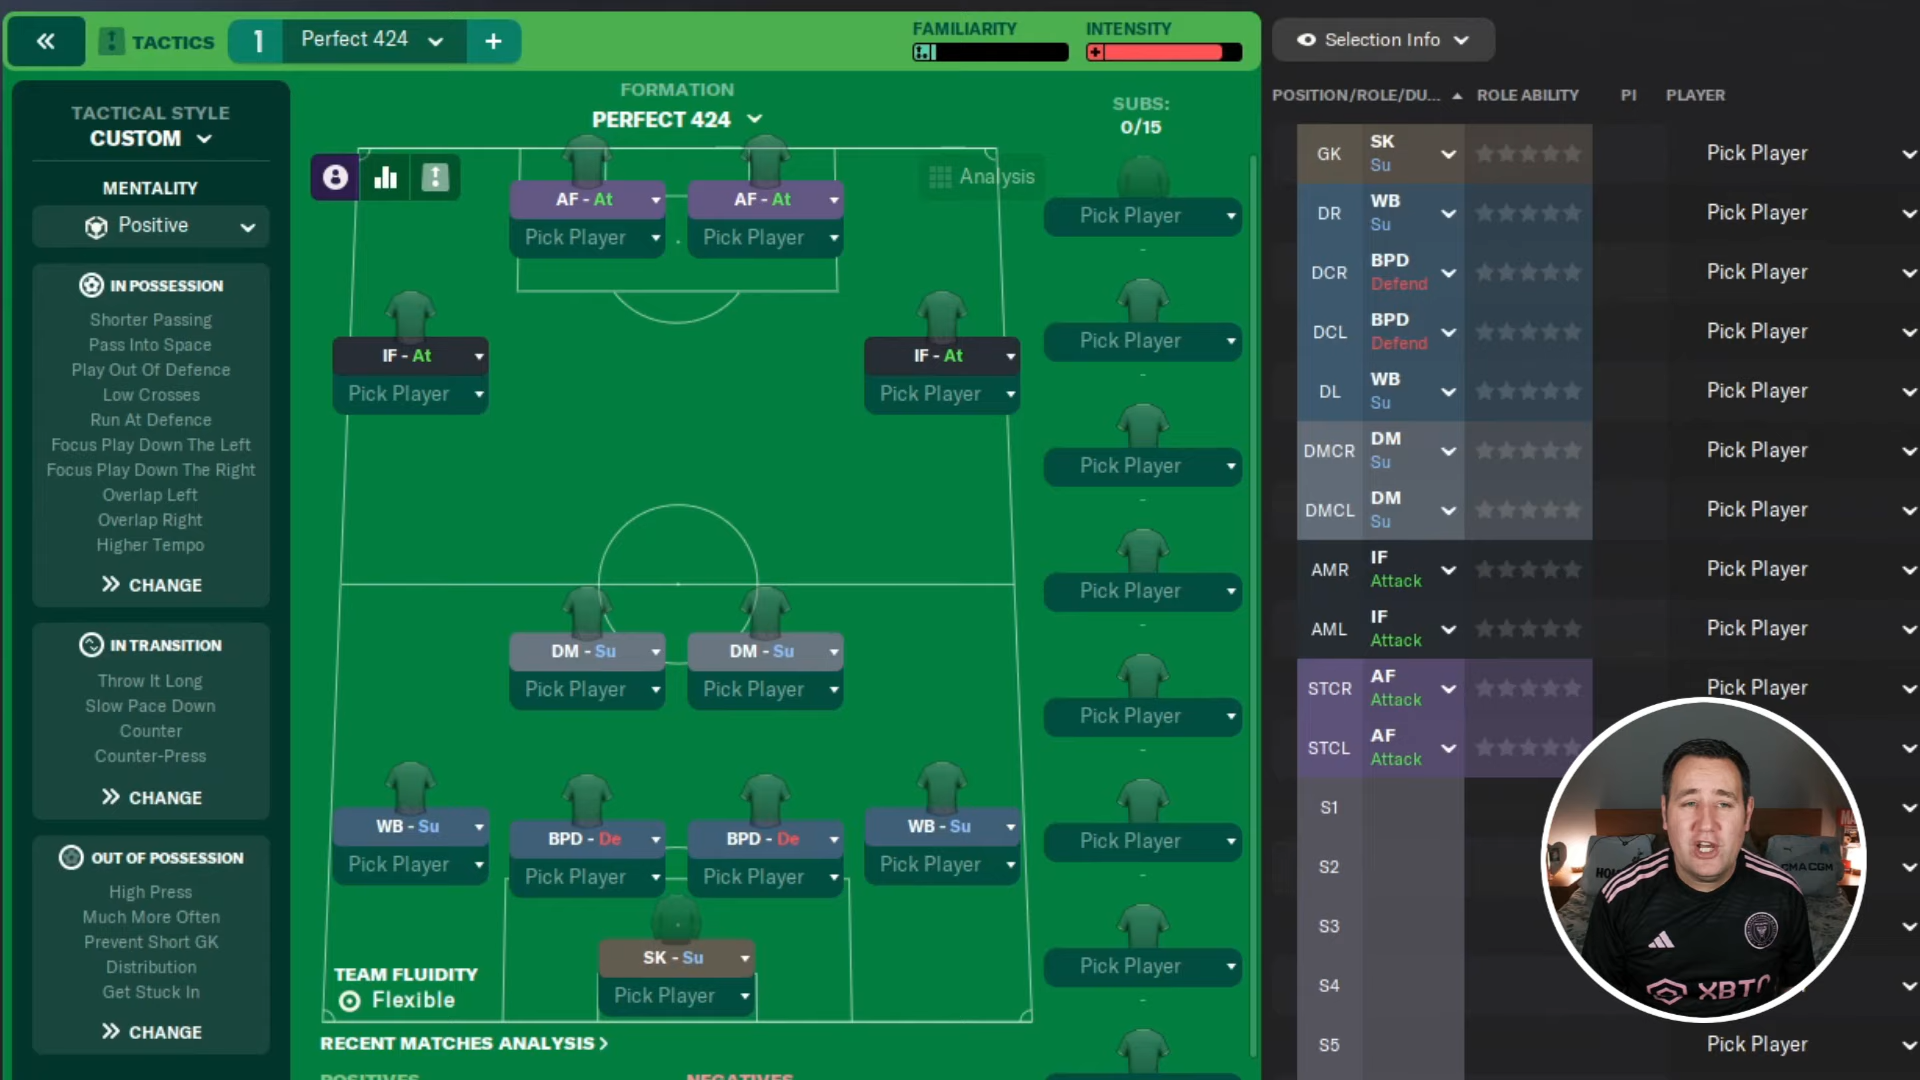 TACTICS
1
Perfect 424
+
FAMILIARITY
INTENSITY
Selection Info
TACTICAL STYLE
CUSTOM
MENTALITY
Positive
IN POSSESSION
Shorter Passing
Pass Into Space
Play Out Of Defence
Low Crosses
Run At Defence
Focus Play Down The Left
Focus Play Down The Right
Overlap Left
Overlap Right
Higher Tempo
CHANGE
IN TRANSITION
Throw It Long
Slow Pace Down
Counter
Counter-Press
CHANGE
OUT OF POSSESSION
High Press
Much More Often
Prevent Short GK
Distribution
Get Stuck In
CHANGE
FORMATION
PERFECT 424
Analysis
AF - At
Pick Player
AF - At
Pick Player
IF - At
Pick Player
IF - At
Pick Player
DM - Su
Pick Player
DM - Su
Pick Player
WB - Su
Pick Player
BPD - De
Pick Player
BPD - De
Pick Player
WB - Su
Pick Player
SK - Su
Pick Player
TEAM FLUIDITY
Flexible
RECENT MATCHES ANALYSIS >
POSITIVES
NEGATIVES
SUBS:
0/15
Pick Player
-
Pick Player
-
Pick Player
-
Pick Player
-
Pick Player
-
Pick Player
-
Pick Player
-
POSITION/ROLE/DU... ROLE ABILITY PI PLAYER
GK SK Su Pick Player
DR WB Su Pick Player
DCR BPD Defend Pick Player
DCL BPD Defend Pick Player
DL WB Su Pick Player
DMCR DM Su Pick Player
DMCL DM Su Pick Player
AMR IF Attack Pick Player
AML IF Attack Pick Player
STCR AF Attack Pick Player
STCL AF Attack
S1
S2
S3
S4
S5 Pick Player
CMA CGM